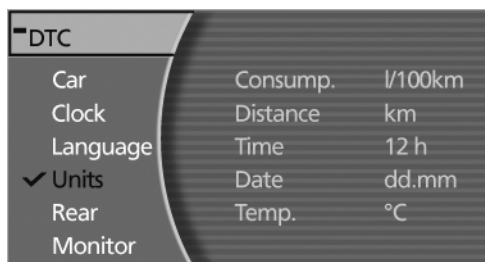 DTC
Car Consump. l/100km
Clock Distance km
Language Time 12 h
Units Date dd.mm
Rear Temp. °C
Monitor